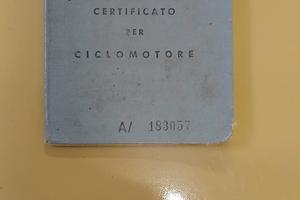 CERTIFICATO
PER
CICLOMOTORE
A/ 183057